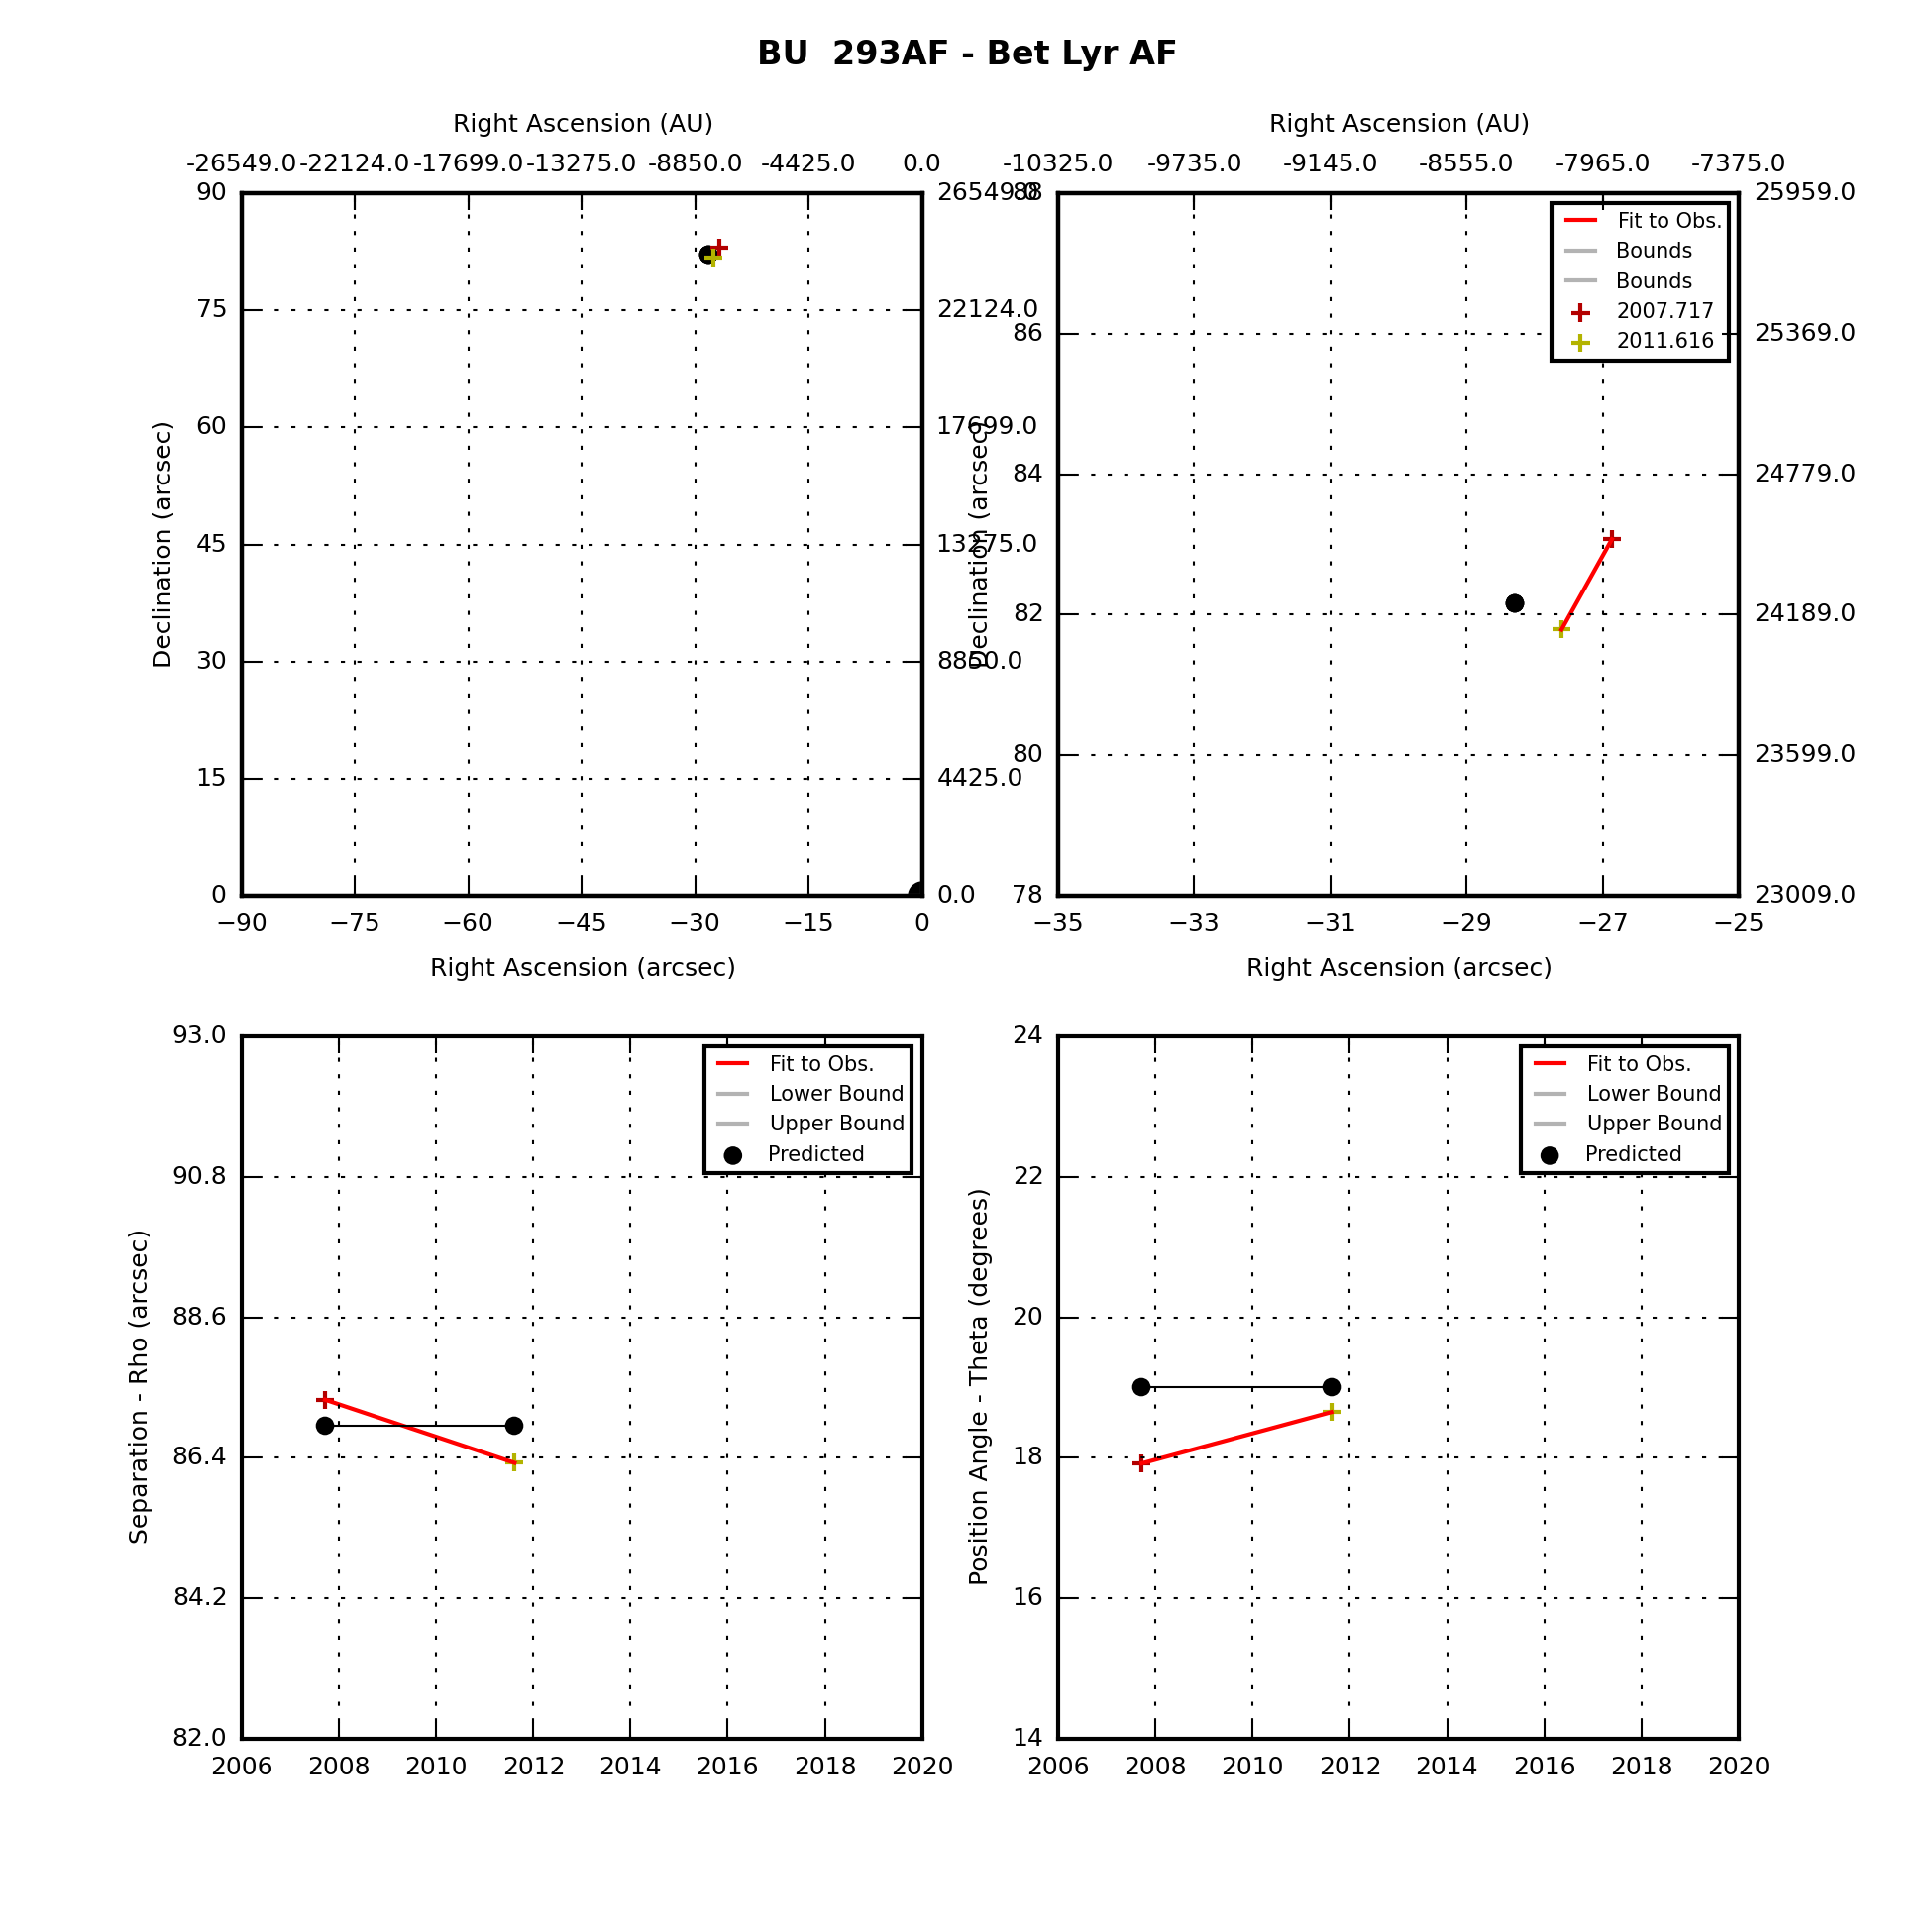 BU  293AF - Bet Lyr AF
Right Ascension (AU)
-26549.0 -22124.0 -17699.0 -13275.0 -8850.0 -4425.0 0.0
90 26549.0
75 22124.0
60 17699.0
45 13275.0
30 8850.0
15 4425.0
0 0.0
Declination (arcsec)
−90 −75 −60 −45 −30 −15 0
Right Ascension (arcsec)
Right Ascension (AU)
-10325.0 -9735.0 -9145.0 -8555.0 -7965.0 -7375.0
88 25959.0
86 25369.0
84 24779.0
82 24189.0
80 23599.0
78 23009.0
Declination (arcsec)
Fit to Obs.
Bounds
Bounds
2007.717
2011.616
−35 −33 −31 −29 −27 −25
Right Ascension (arcsec)
93.0
90.8
88.6
86.4
84.2
82.0
Separation - Rho (arcsec)
Fit to Obs.
Lower Bound
Upper Bound
Predicted
2006 2008 2010 2012 2014 2016 2018 2020
24
22
20
18
16
14
Position Angle - Theta (degrees)
Fit to Obs.
Lower Bound
Upper Bound
Predicted
2006 2008 2010 2012 2014 2016 2018 2020